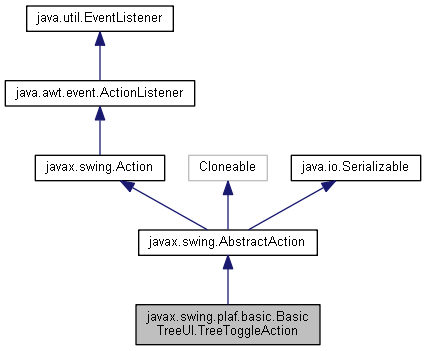 java.util.EventListener
java.awt.event.ActionListener
javax.swing.Action
Cloneable
java.io.Serializable
javax.swing.AbstractAction
javax.swing.plaf.basic.Basic
TreeUI.TreeToggleAction